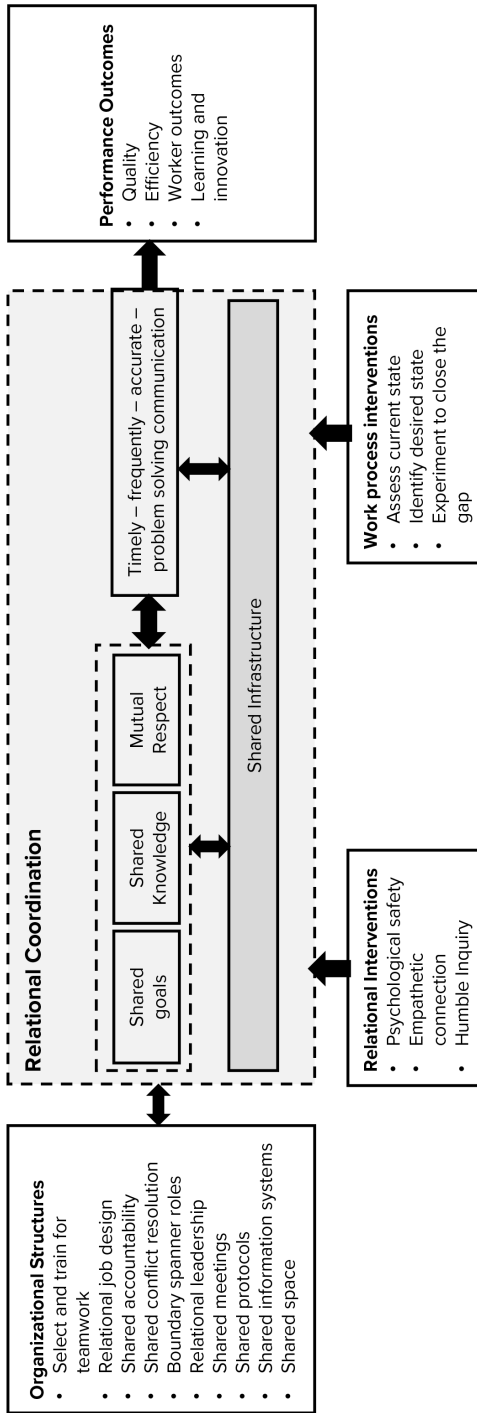 Organizational Structures
• Select and train for
teamwork
• Relational job design
• Shared accountability
• Shared conflict resolution
• Boundary spanner roles
• Relational leadership
• Shared meetings
• Shared protocols
• Shared information systems
• Shared space
Relational Coordination
Shared
goals
Shared
Knowledge
Mutual
Respect
Timely – frequently – accurate –
problem solving communication
Shared Infrastructure
Performance Outcomes
• Quality
• Efficiency
• Worker outcomes
• Learning and
innovation
Relational Interventions
• Psychological safety
• Empathetic
connection
• Humble Inquiry
Work process interventions
• Assess current state
• Identify desired state
• Experiment to close the
gap